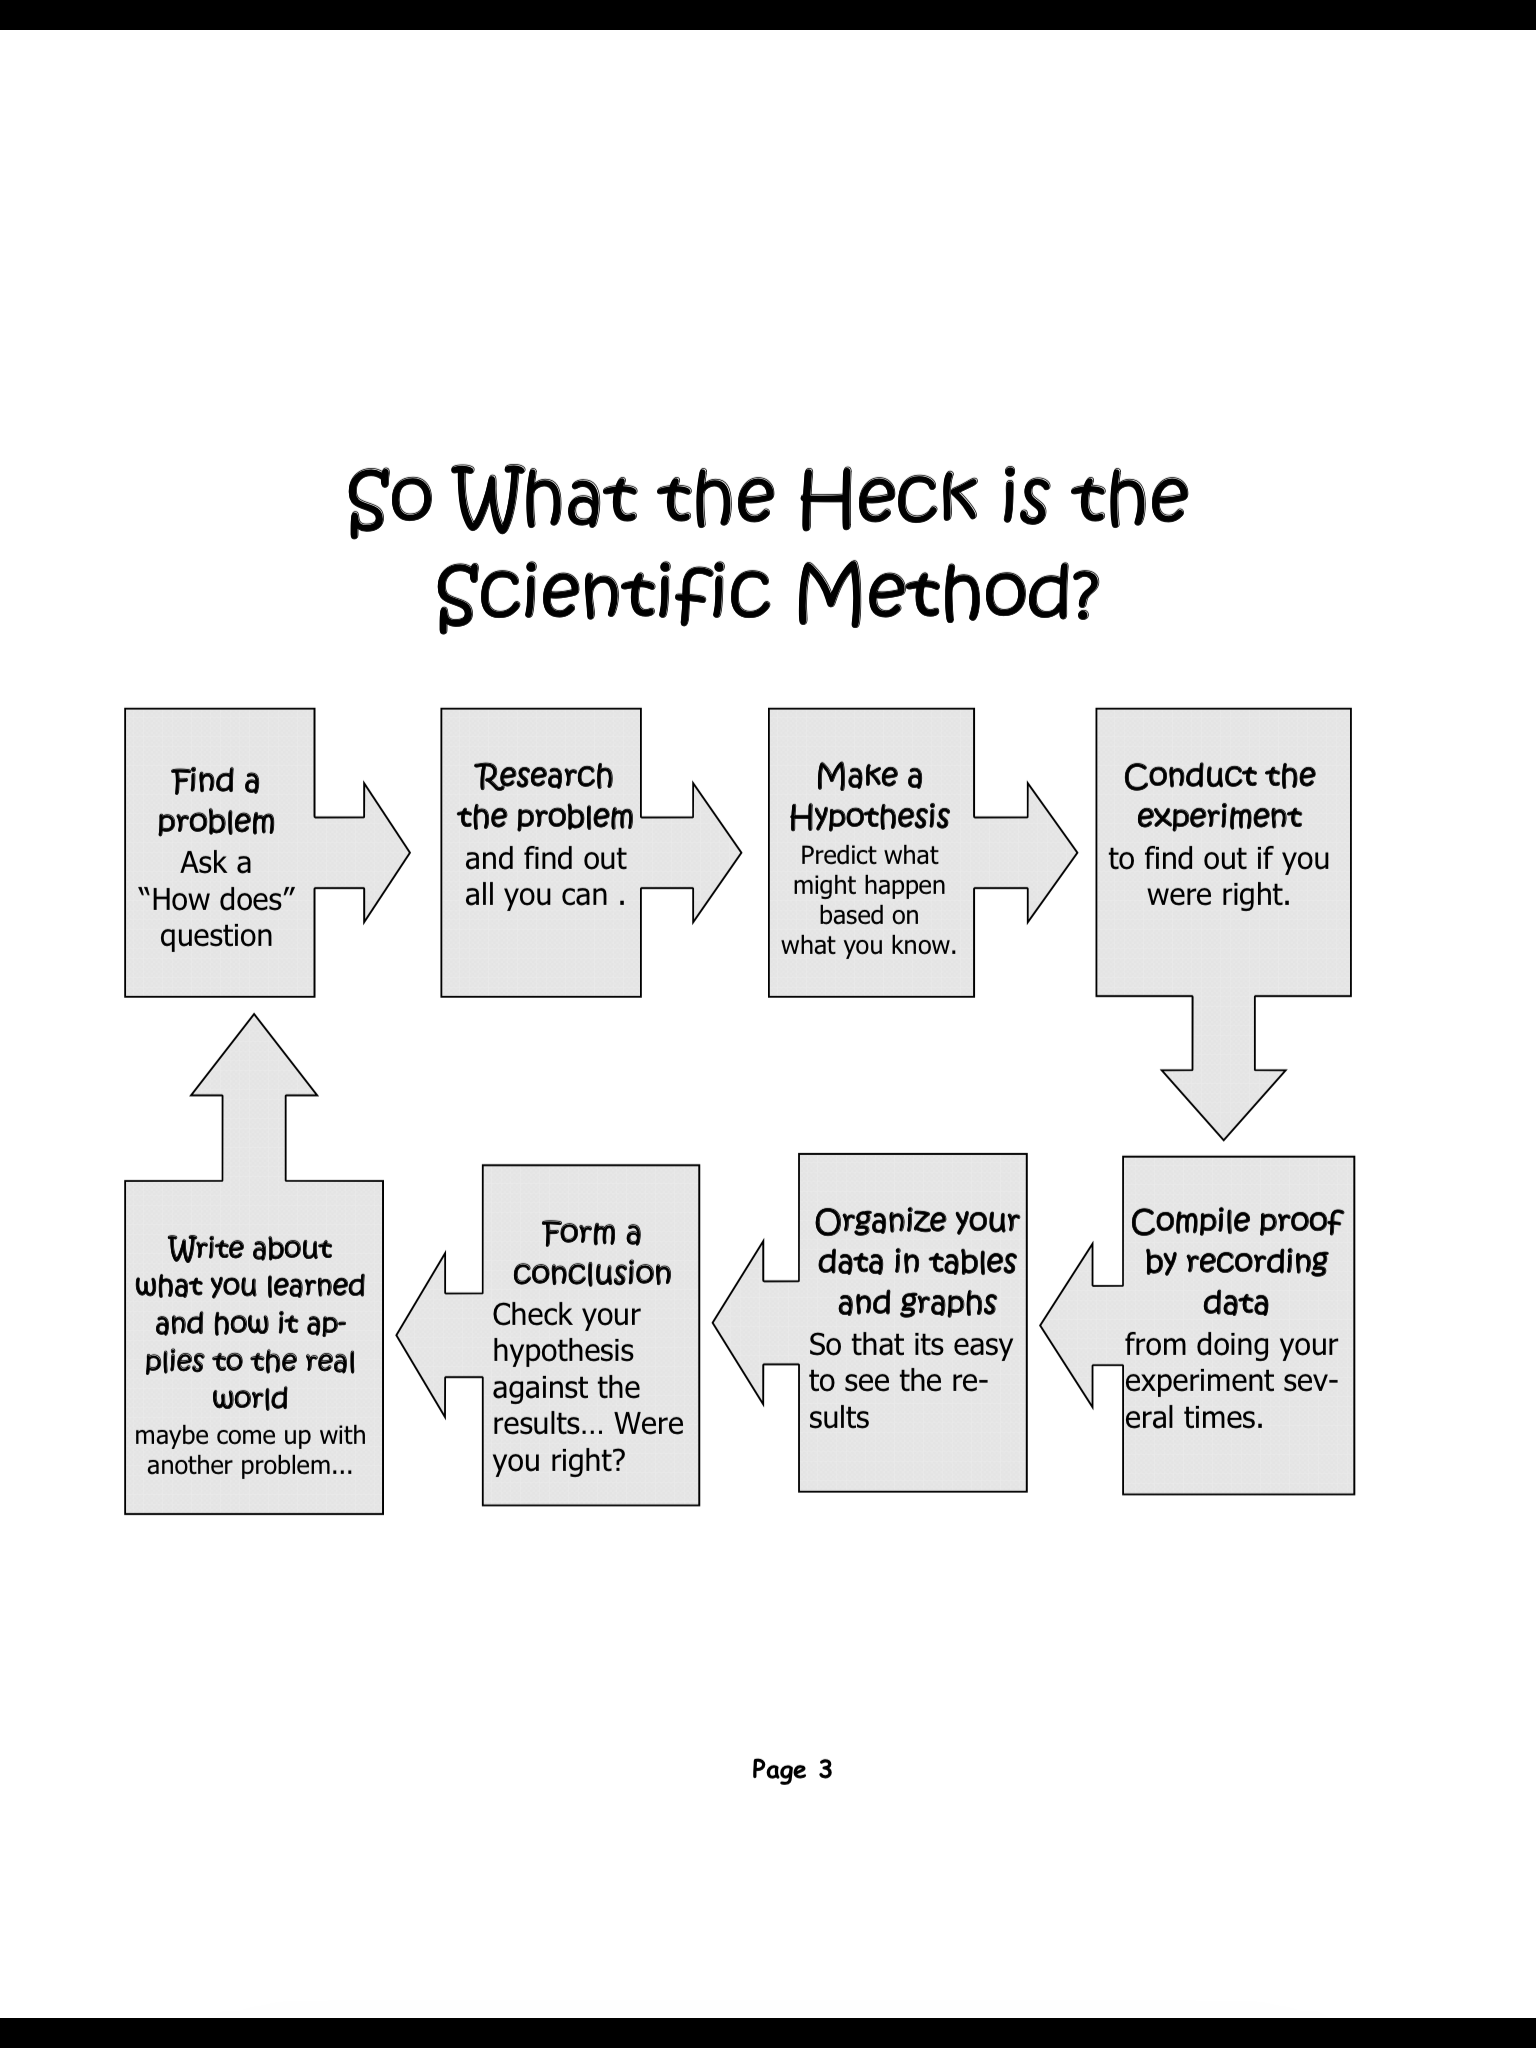 So What the Heck is the
Scientific Method?
Find a
problem
Ask a
“How does”
question
Research
the problem
and find out
all you can .
Make a
Hypothesis
Predict what
might happen
based on
what you know.
Conduct the
experiment
to find out if you
were right.
Compile proof
by recording
data
from doing your
experiment sev-
eral times.
Organize your
data in tables
and graphs
So that its easy
to see the re-
sults
Form a
conclusion
Check your
hypothesis
against the
results… Were
you right?
Write about
what you learned
and how it ap-
plies to the real
world
maybe come up with
another problem...
Page 3